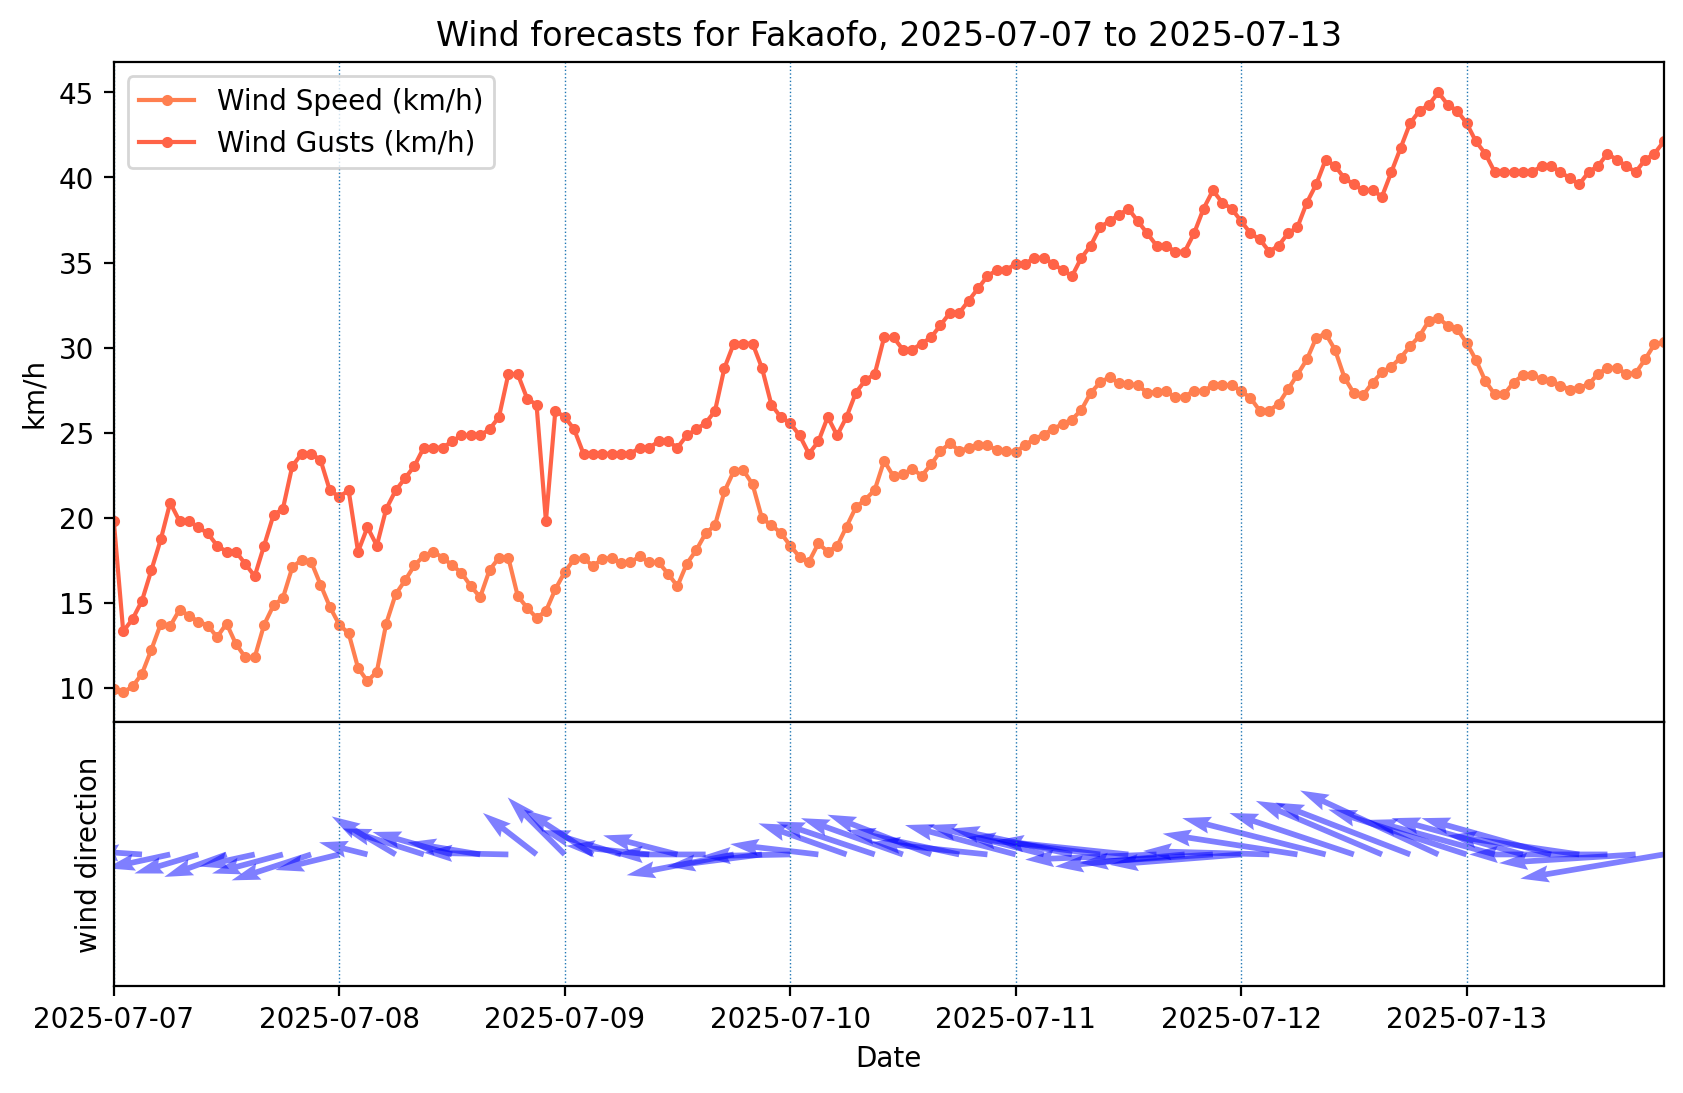 Wind forecasts for Fakaofo, 2025-07-07 to 2025-07-13
Wind Speed (km/h)
Wind Gusts (km/h)
45
40
35
30
25
20
15
10
km/h
wind direction
2025-07-07
2025-07-08
2025-07-09
2025-07-10
2025-07-11
2025-07-12
2025-07-13
Date